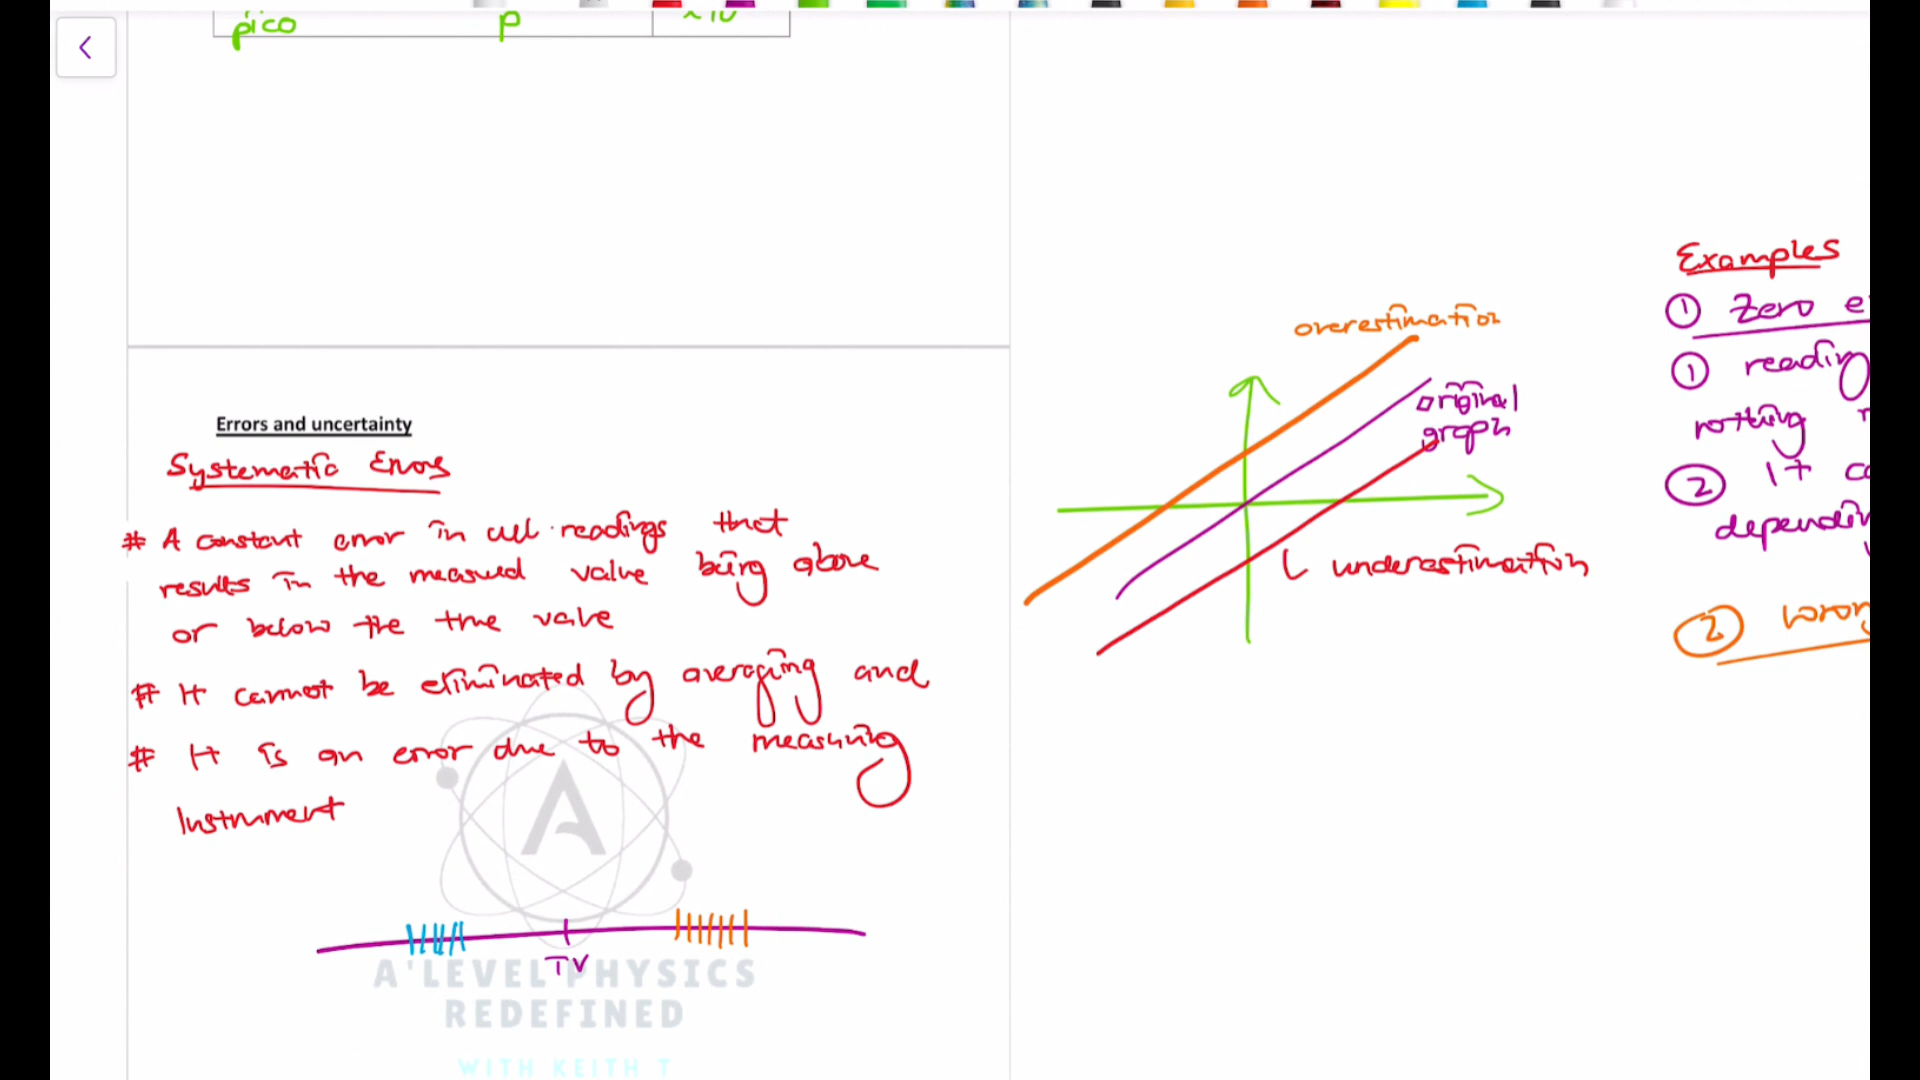 pico p
Errors and uncertainty
Systematic Errors
# A constant error in all readings that
results in the measured value being above
or below the true value
# It cannot be eliminated by averaging and
# It is an error due to the measuring
Instrument
TV
A'LEVEL PHYSICS
REDEFINED
WITH KEITH T
overestimation
original
graph
underestimation
Examples
① Zero e
① reading
nothing
② It ca
dependin
②